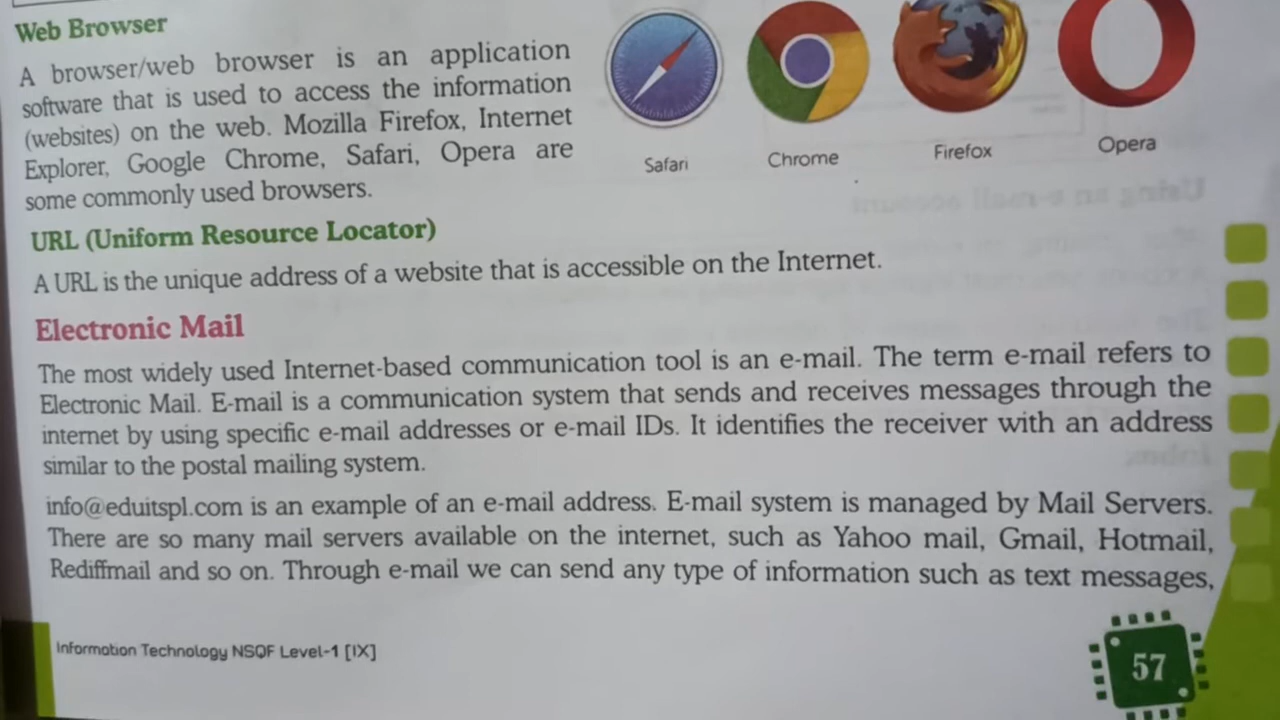 Web Browser
A browser/web browser is an application
software that is used to access the information
(websites) on the web. Mozilla Firefox, Internet
Explorer, Google Chrome, Safari, Opera are
some commonly used browsers.
Safari
Chrome
Firefox
Opera
URL (Uniform Resource Locator)
A URL is the unique address of a website that is accessible on the Internet.
Electronic Mail
The most widely used Internet-based communication tool is an e-mail. The term e-mail refers to
Electronic Mail. E-mail is a communication system that sends and receives messages through the
internet by using specific e-mail addresses or e-mail IDs. It identifies the receiver with an address
similar to the postal mailing system.
info@eduitspl.com is an example of an e-mail address. E-mail system is managed by Mail Servers.
There are so many mail servers available on the internet, such as Yahoo mail, Gmail, Hotmail,
Rediffmail and so on. Through e-mail we can send any type of information such as text messages,
Information Technology NSQF Level-1 [IX]
57